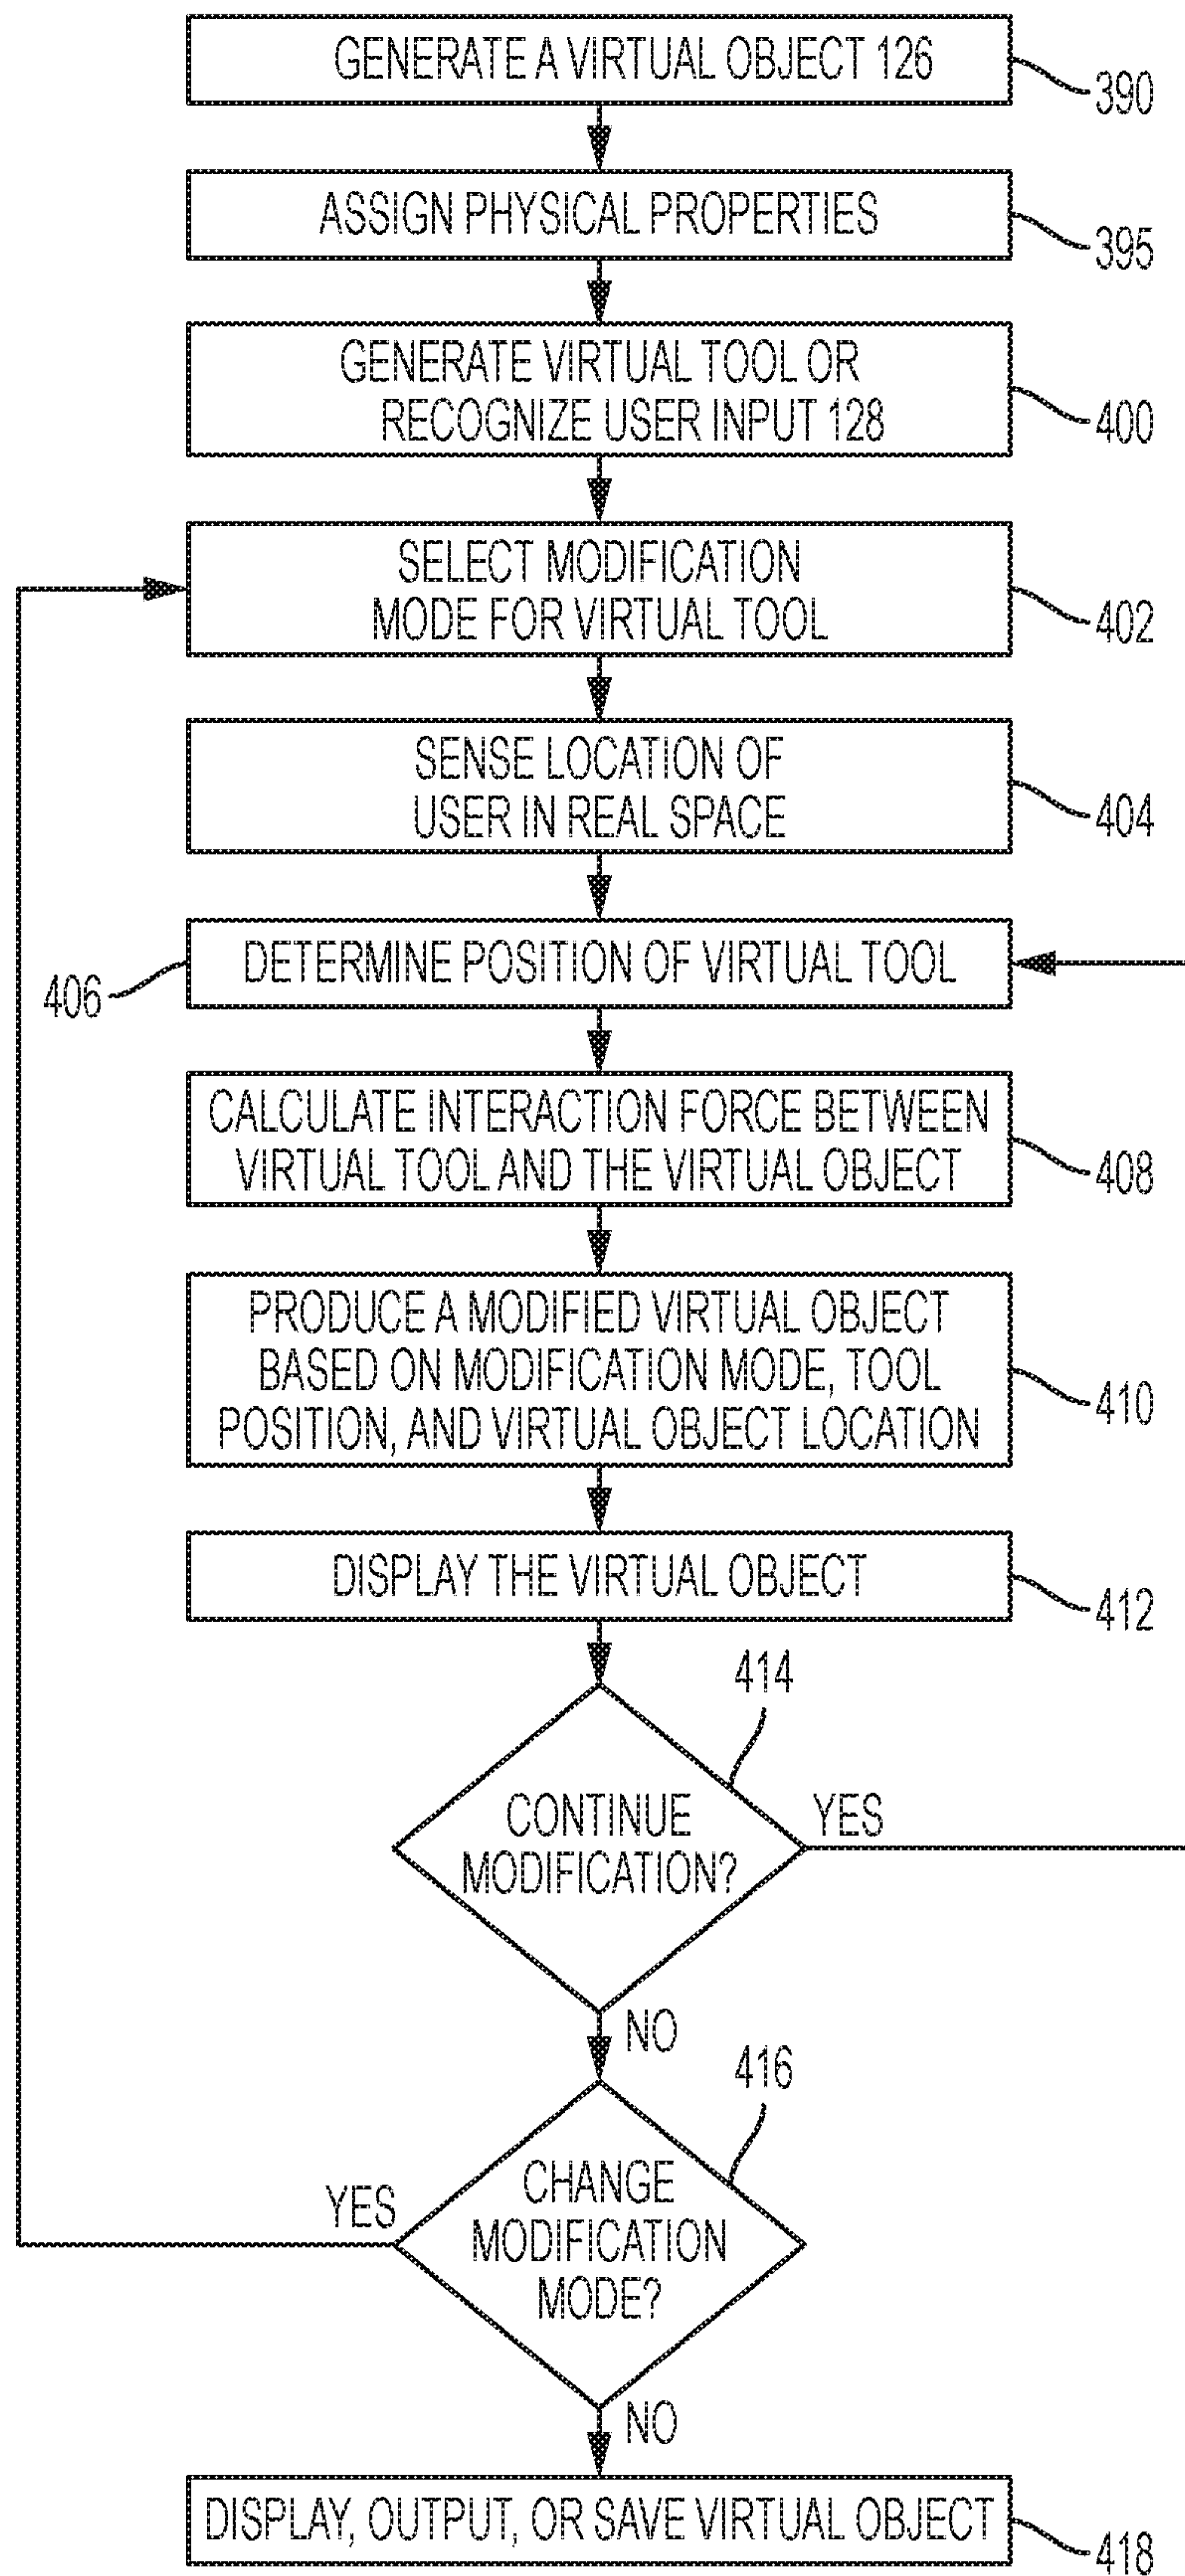 GENERATE A VIRTUAL OBJECT 126
390
ASSIGN PHYSICAL PROPERTIES
395
GENERATE VIRTUAL TOOL OR
RECOGNIZE USER INPUT 128
400
SELECT MODIFICATION
MODE FOR VIRTUAL TOOL
402
SENSE LOCATION OF
USER IN REAL SPACE
404
DETERMINE POSITION OF VIRTUAL TOOL
406
CALCULATE INTERACTION FORCE BETWEEN
VIRTUAL TOOL AND THE VIRTUAL OBJECT
408
PRODUCE A MODIFIED VIRTUAL OBJECT
BASED ON MODIFICATION MODE, TOOL
POSITION, AND VIRTUAL OBJECT LOCATION
410
DISPLAY THE VIRTUAL OBJECT
412
414
CONTINUE
MODIFICATION?
YES
NO
416
CHANGE
MODIFICATION
MODE?
YES
NO
DISPLAY, OUTPUT, OR SAVE VIRTUAL OBJECT
418